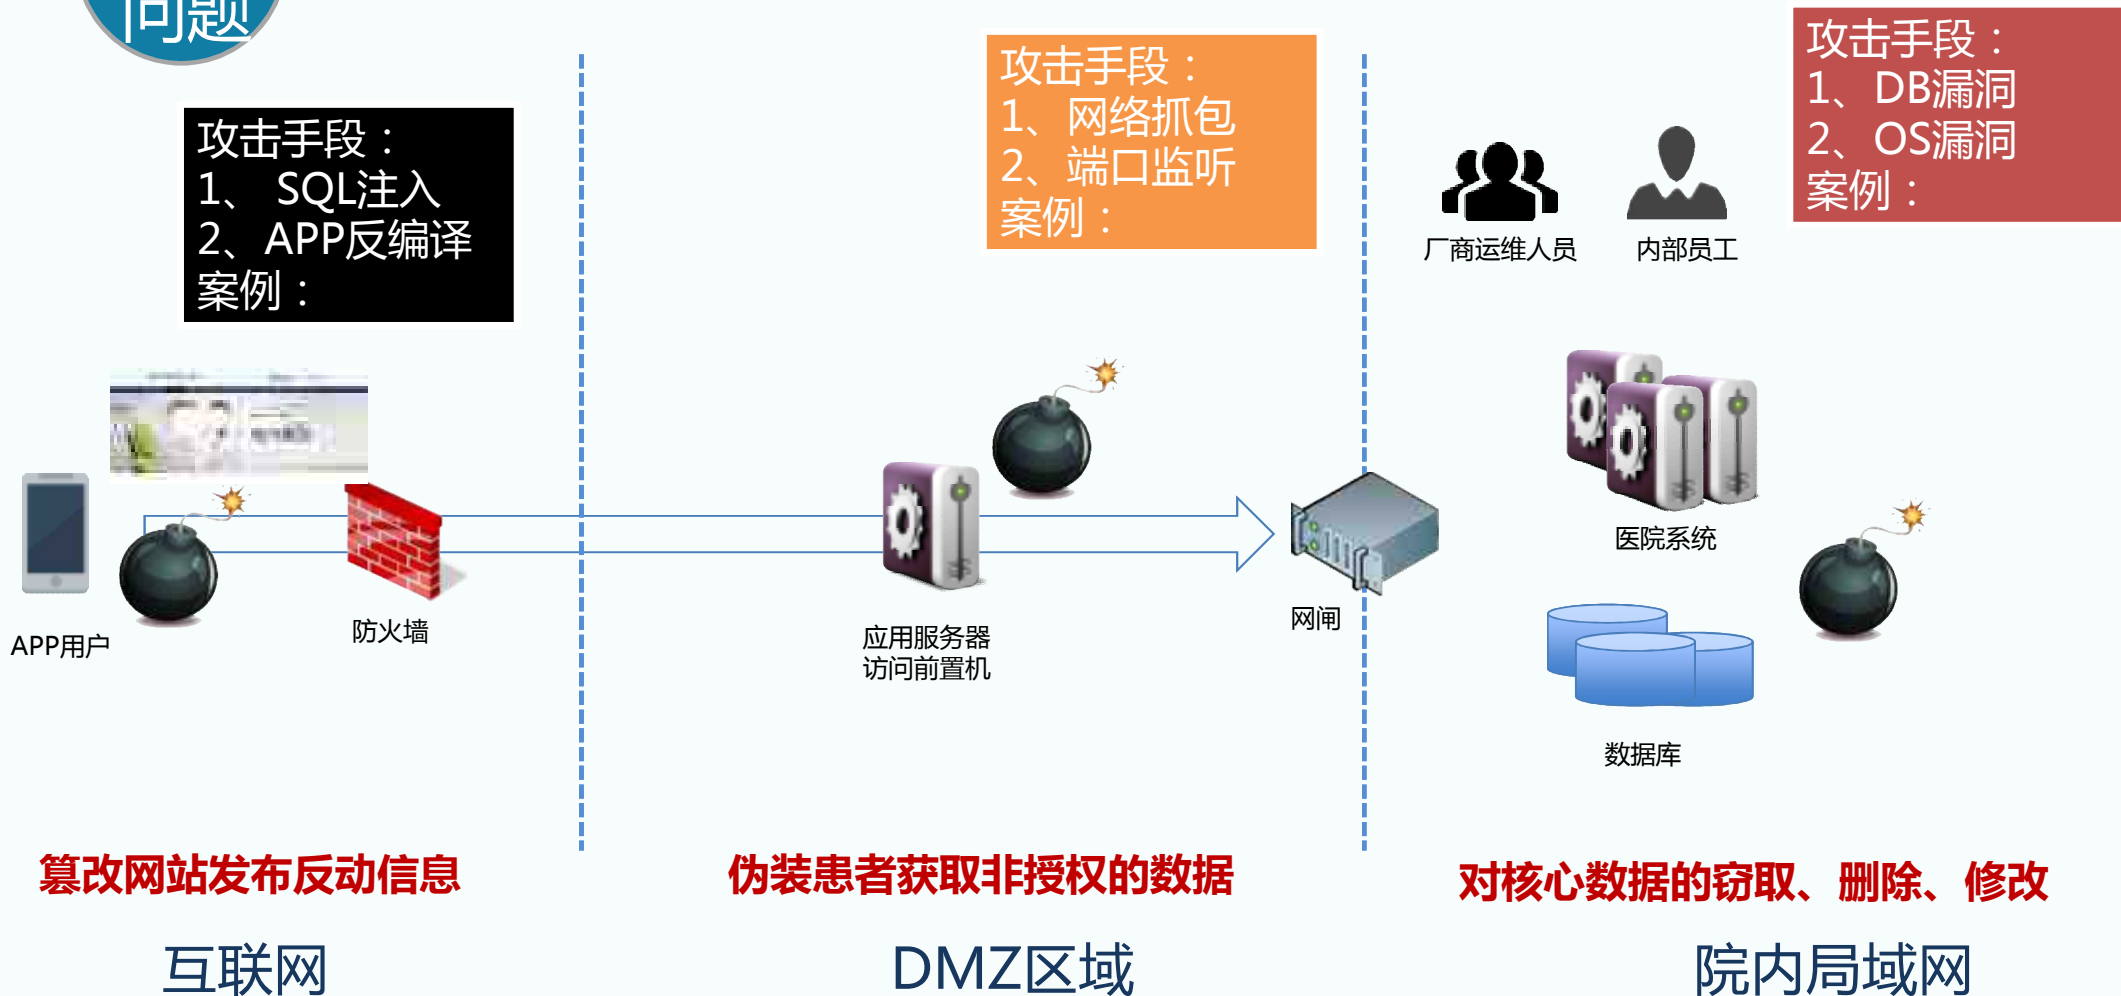 问题
攻击手段：
1、 SQL注入
2、APP反编译
案例：
攻击手段：
1、网络抓包
2、端口监听
案例：
攻击手段：
1、DB漏洞
2、OS漏洞
案例：
厂商运维人员
内部员工
医院系统
APP用户
防火墙
应用服务器
访问前置机
网闸
数据库
篡改网站发布反动信息
伪装患者获取非授权的数据
对核心数据的窃取、删除、修改
互联网
DMZ区域
院内局域网